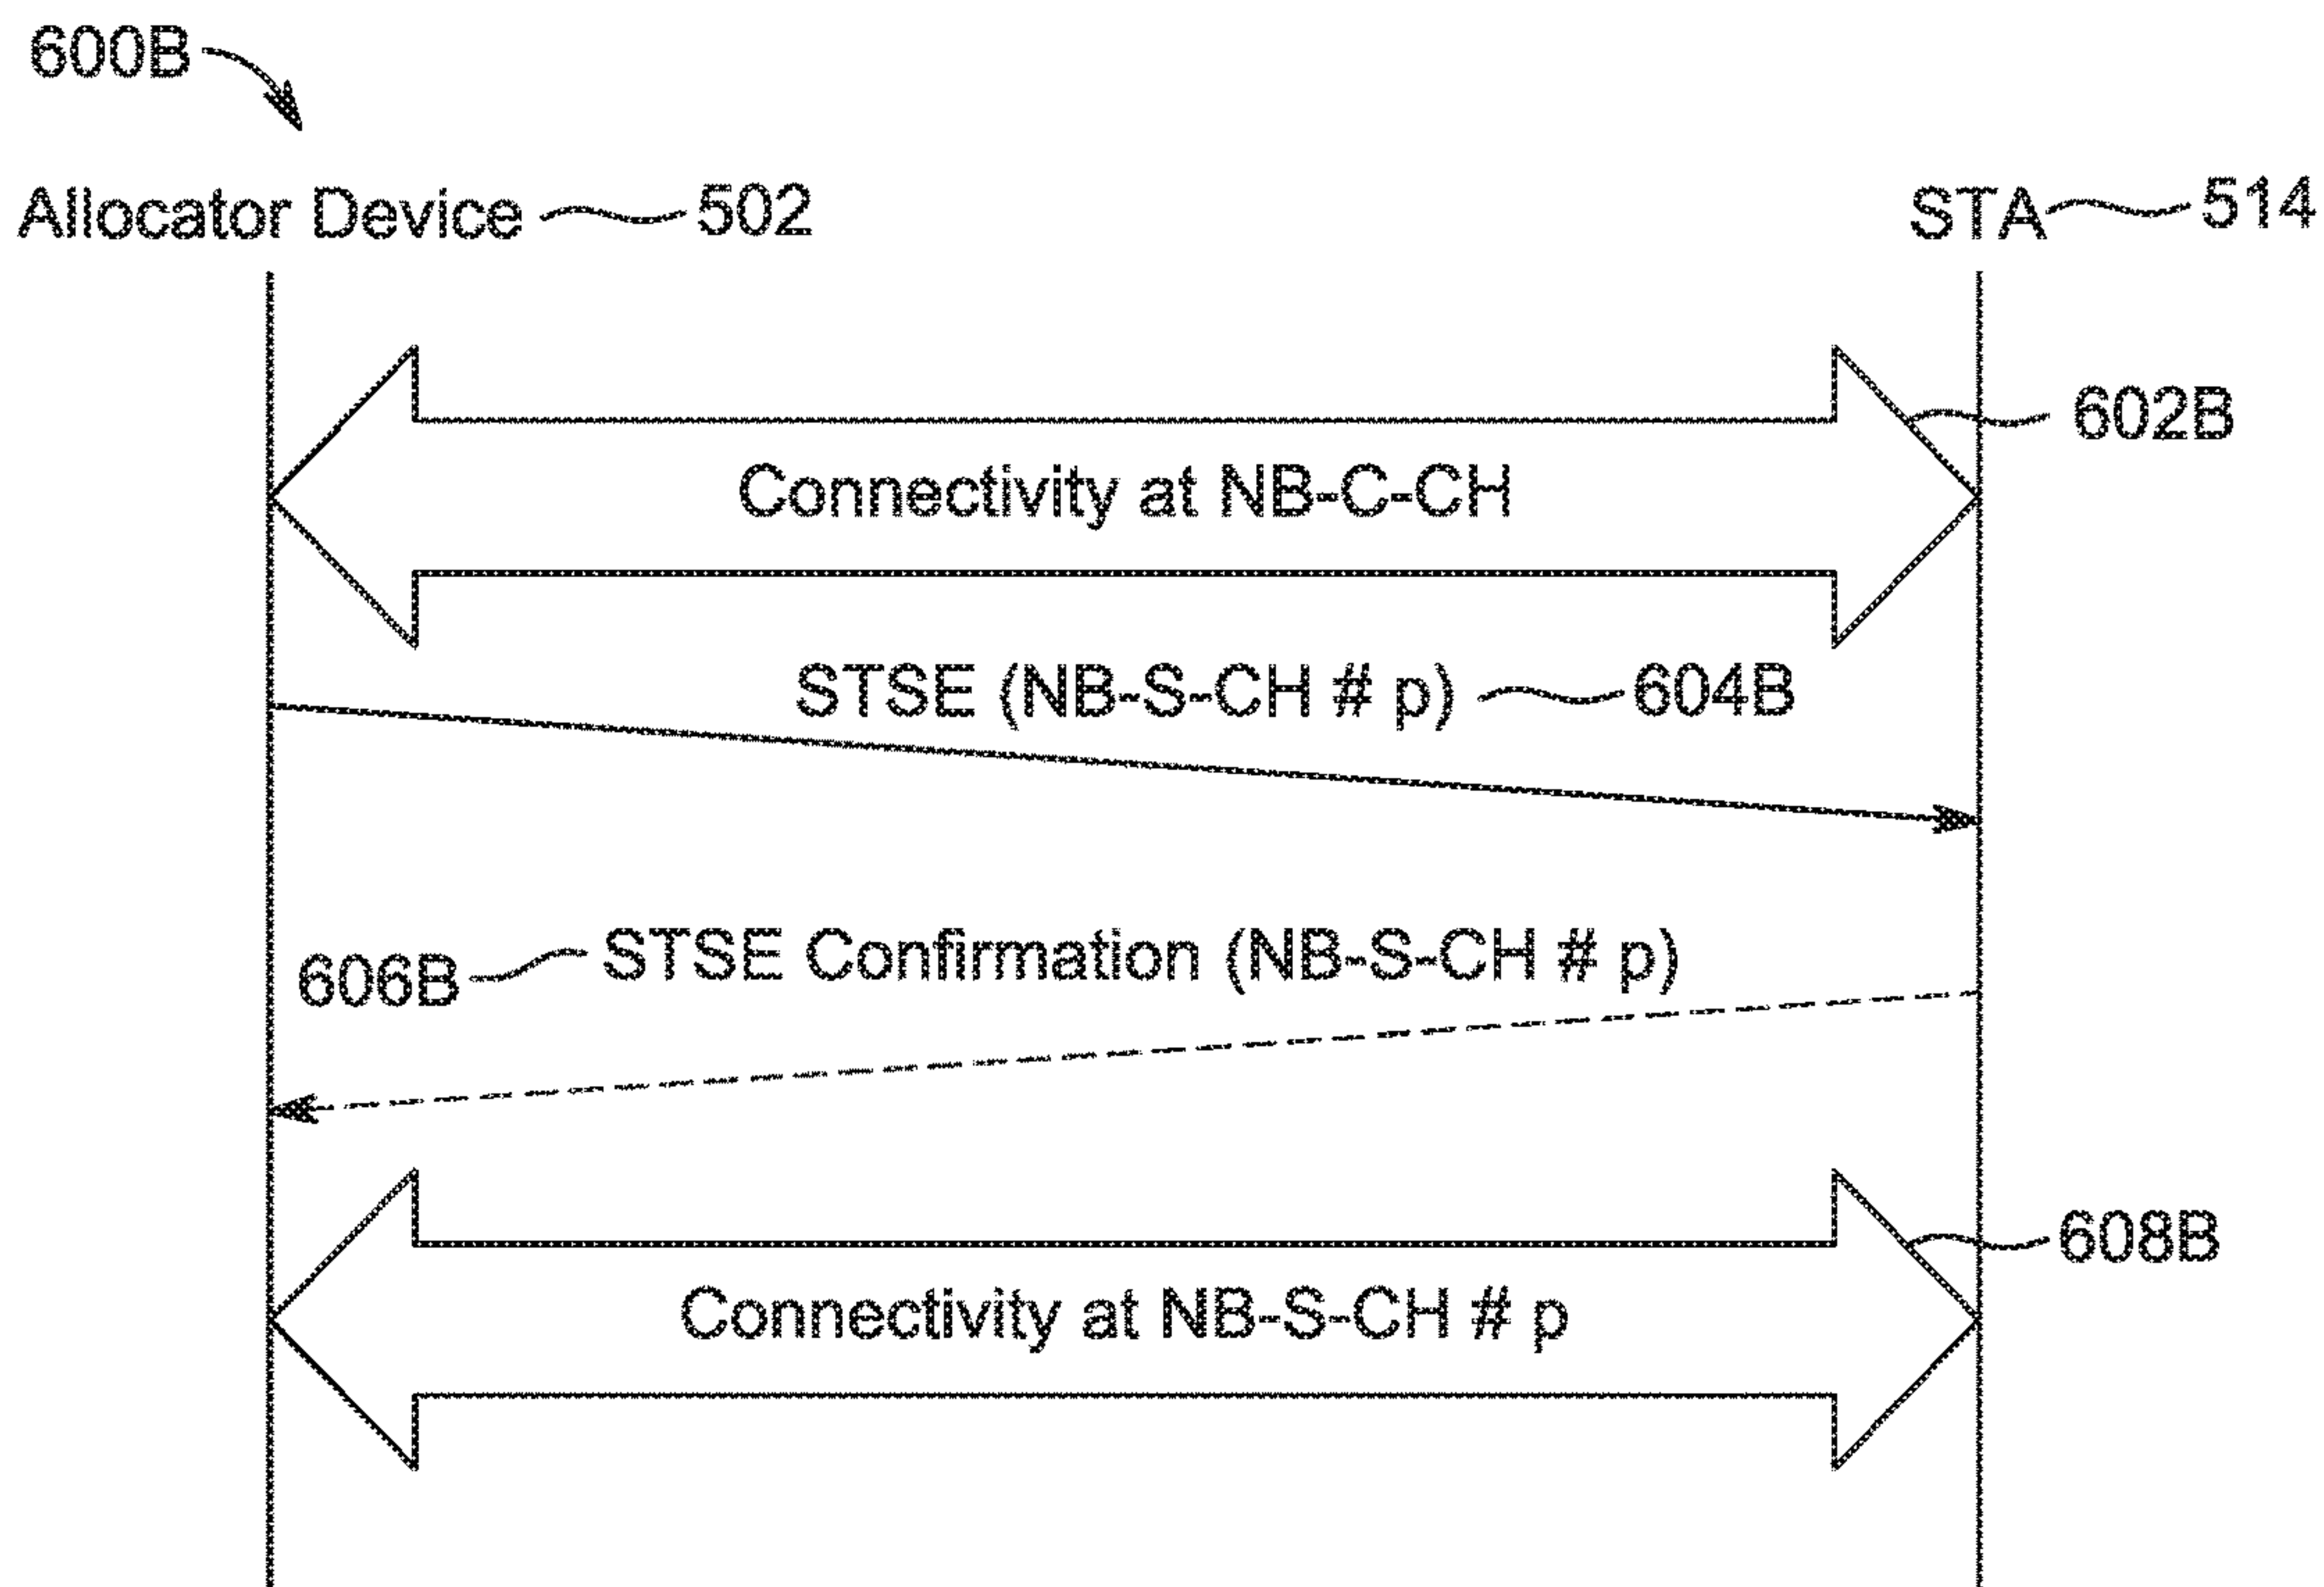 600B
Allocator Device 502 STA 514
602B
Connectivity at NB-C-CH
STSE (NB-S-CH # p) 604B
606B STSE Confirmation (NB-S-CH # p)
608B
Connectivity at NB-S-CH # p